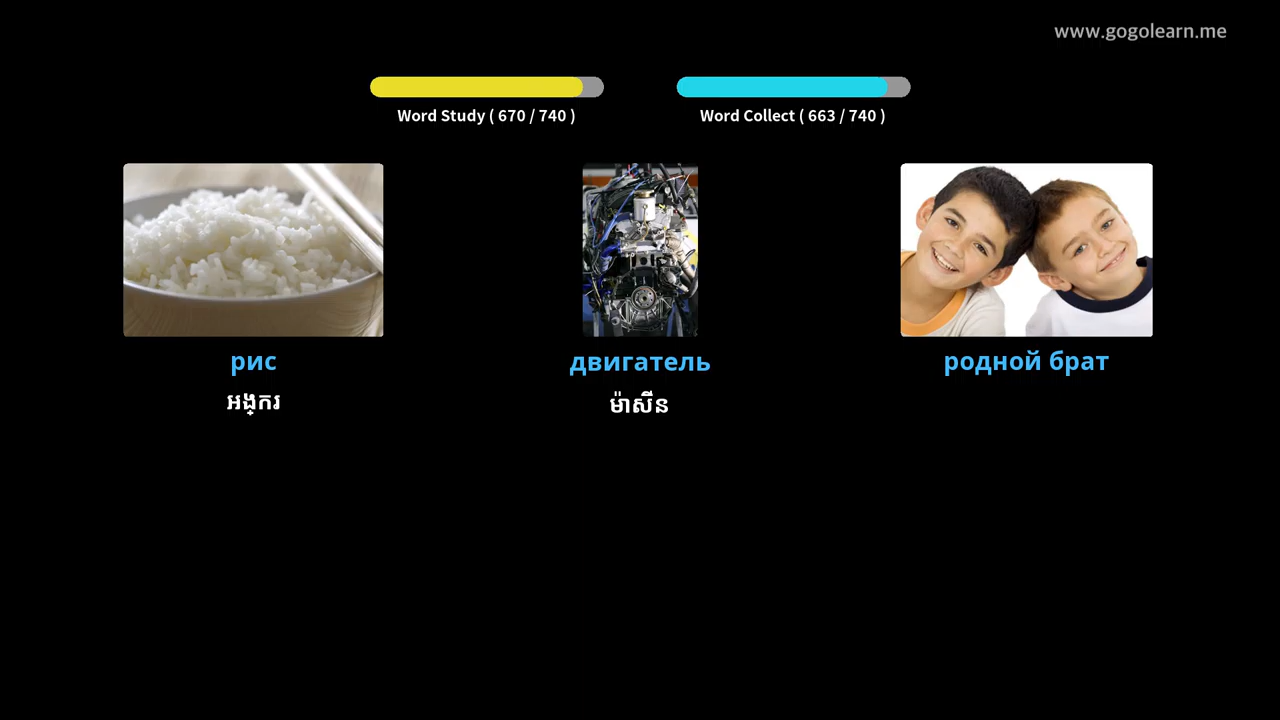 www.gogolearn.me
Word Study ( 670 / 740 )
Word Collect ( 663 / 740 )
рис
двигатель
родной брат
អង្ករ
ម៉ាស៊ីន